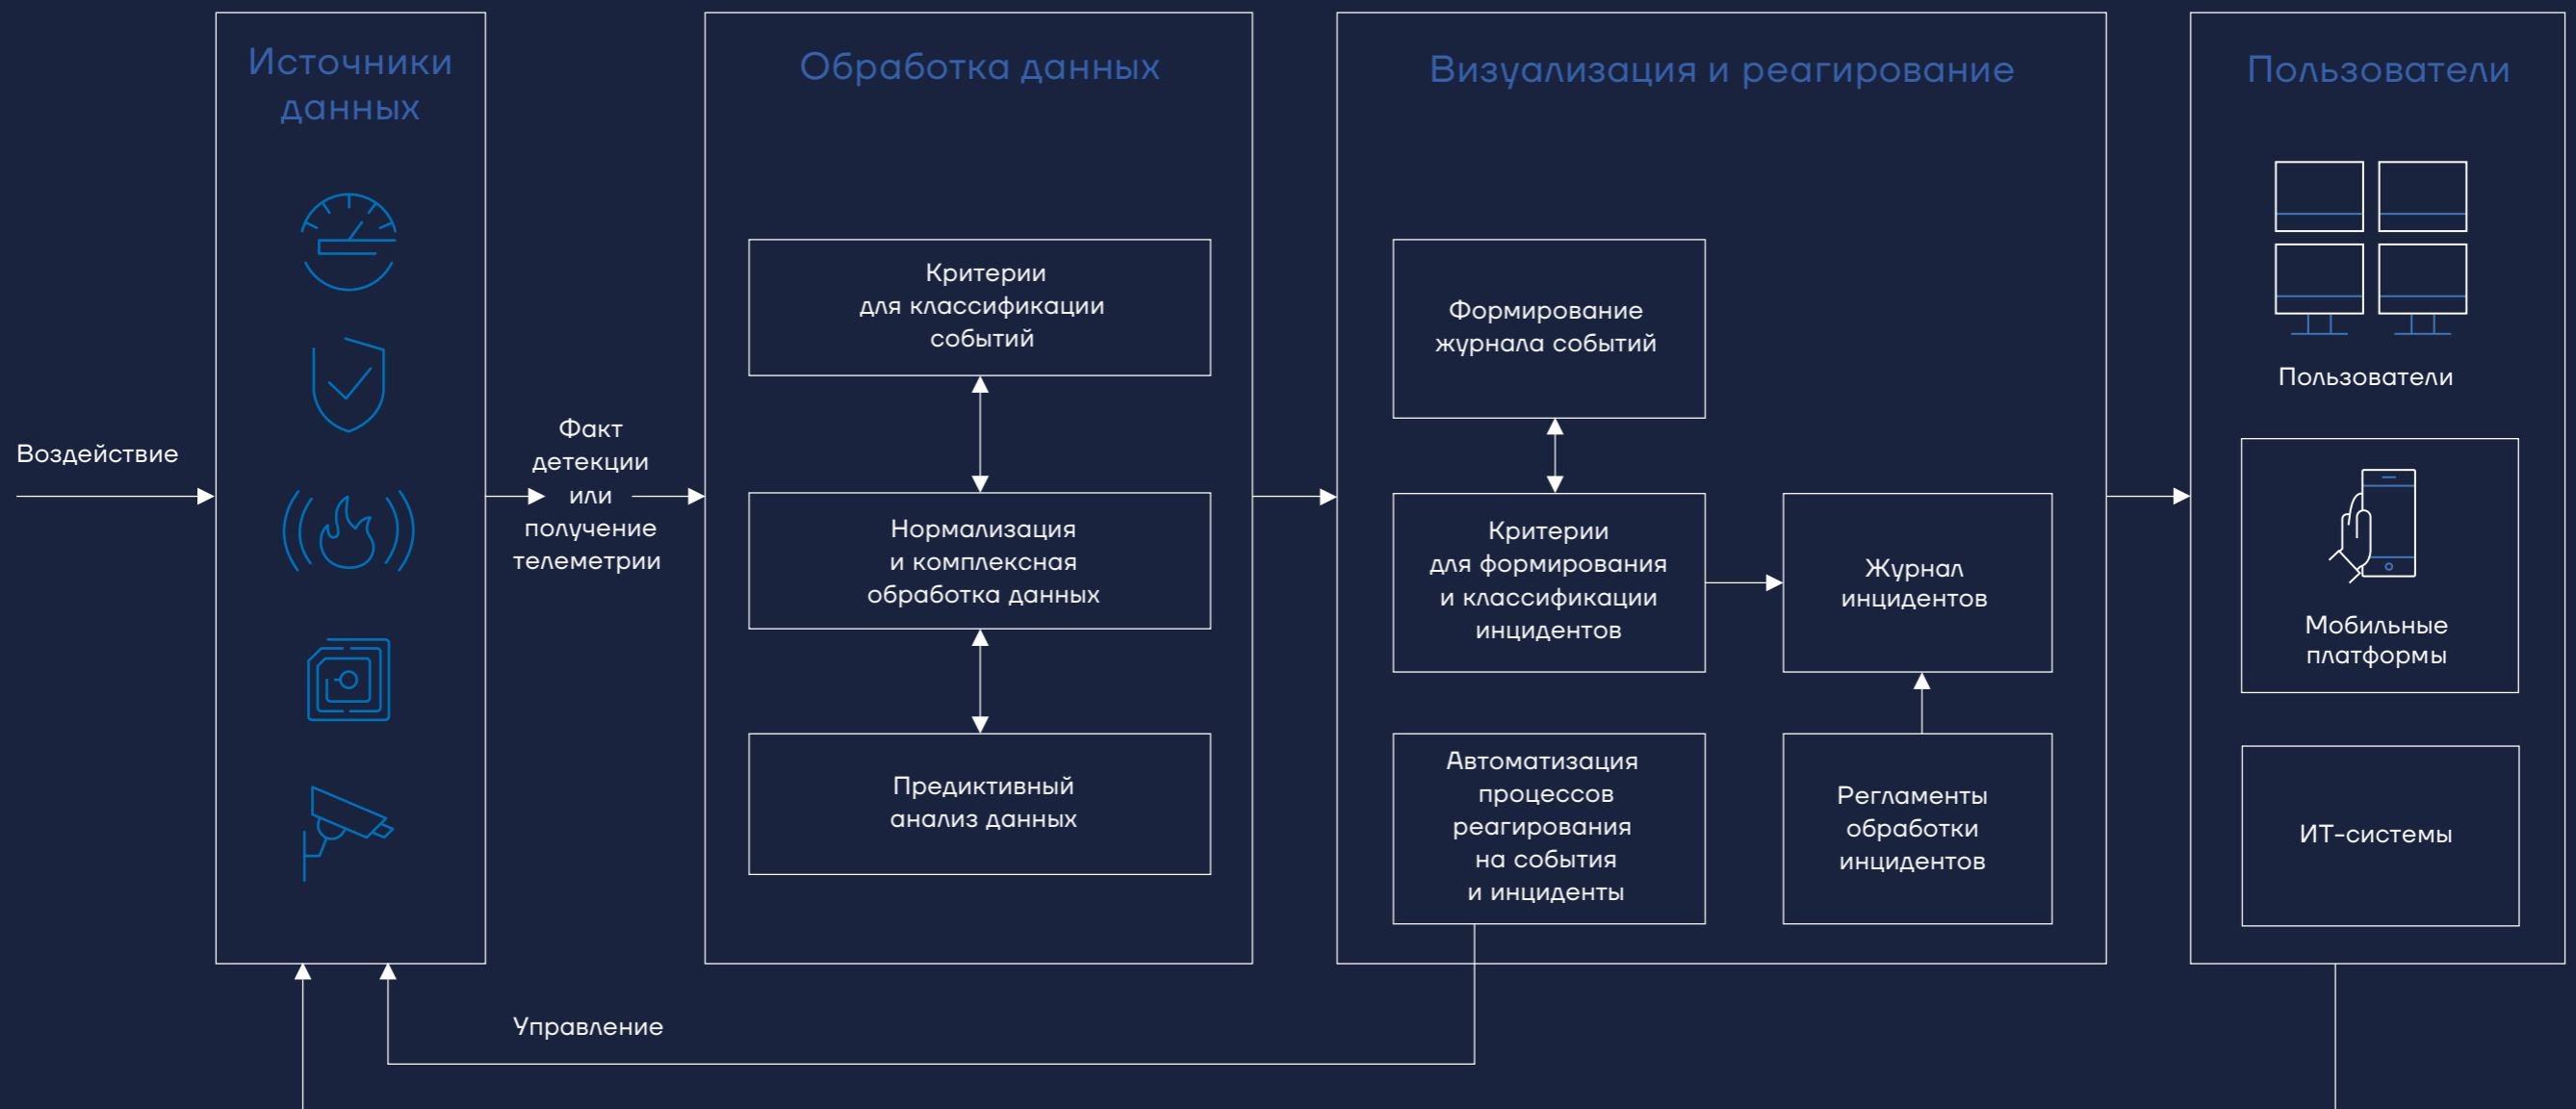 Воздействие
Источники
данных
Факт
детекции
или
получение
телеметрии
Обработка данных
Критерии
для классификации
событий
Нормализация
и комплексная
обработка данных
Предиктивный
анализ данных
Визуализация и реагирование
Формирование
журнала событий
Критерии
для формирования
и классификации
инцидентов
Журнал
инцидентов
Автоматизация
процессов
реагирования
на события
и инциденты
Регламенты
обработки
инцидентов
Пользователи
Пользователи
Мобильные
платформы
ИТ-системы
Управление